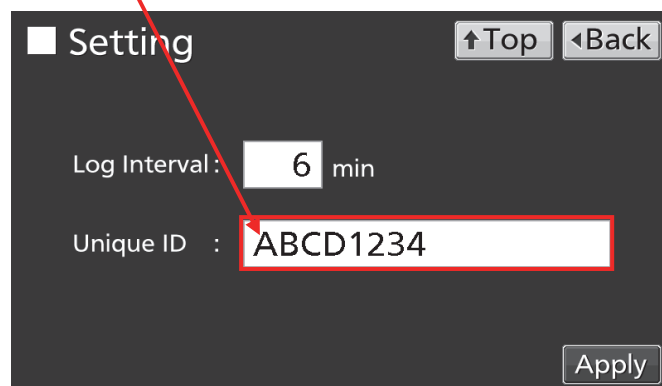 Setting
↑Top
◂Back
Log Interval: 6 min
Unique ID : ABCD1234
Apply